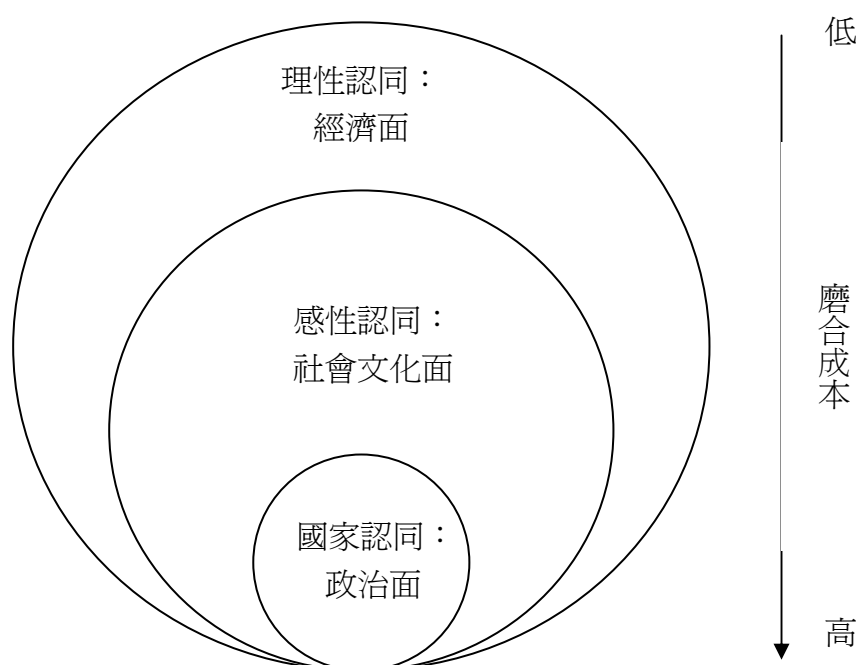 低
理性認同：
經濟面
感性認同：
社會文化面
磨合成本
國家認同：
政治面
高